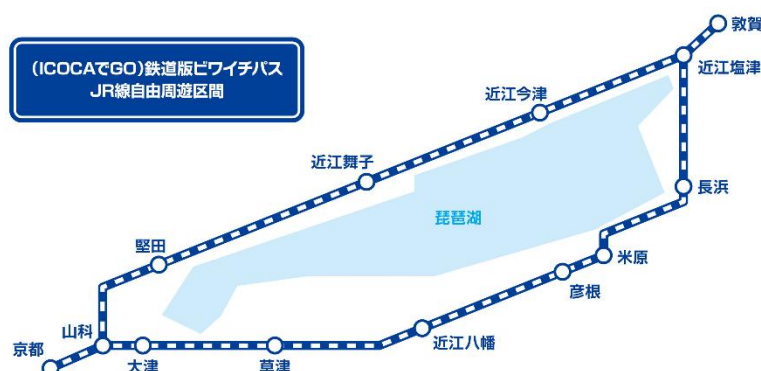 (ICOCAでGO)鉄道版ビワイチパス
JR線自由周遊区間
敦賀
近江塩津
近江今津
近江舞子
長浜
琵琶湖
堅田
米原
彦根
山科
近江八幡
京都
大津
草津